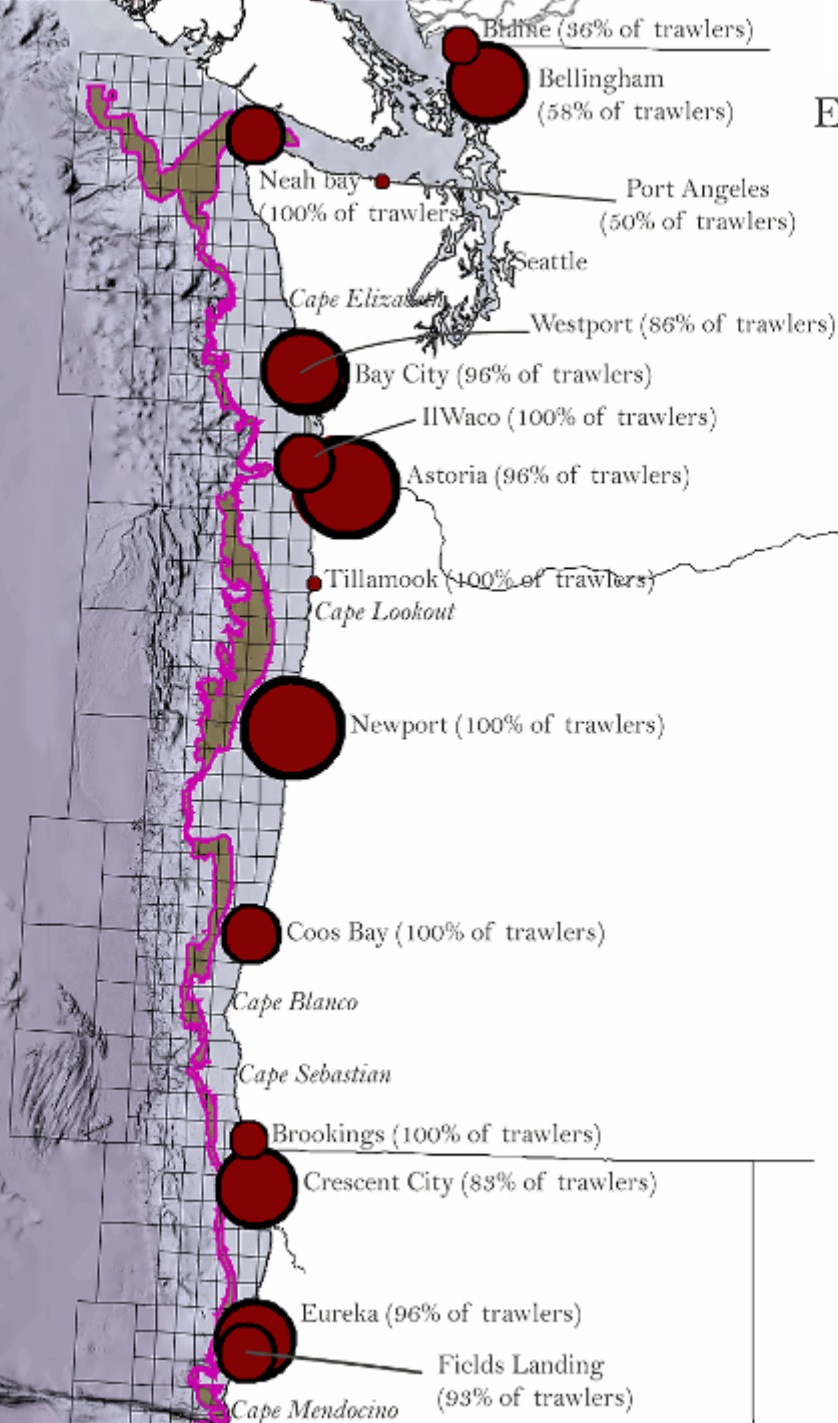 Blaine (36% of trawlers)
Bellingham
(58% of trawlers)
E
Neah bay
(100% of trawlers
Port Angeles
(50% of trawlers)
Seattle
Cape Elizabeth
Westport (86% of trawlers)
Bay City (96% of trawlers)
IlWaco (100% of trawlers)
Astoria (96% of trawlers)
Tillamook (100% of trawlers)
Cape Lookout
Newport (100% of trawlers)
Coos Bay (100% of trawlers)
Cape Blanco
Cape Sebastian
Brookings (100% of trawlers)
Crescent City (83% of trawlers)
Eureka (96% of trawlers)
Fields Landing
(93% of trawlers)
Cape Mendocino